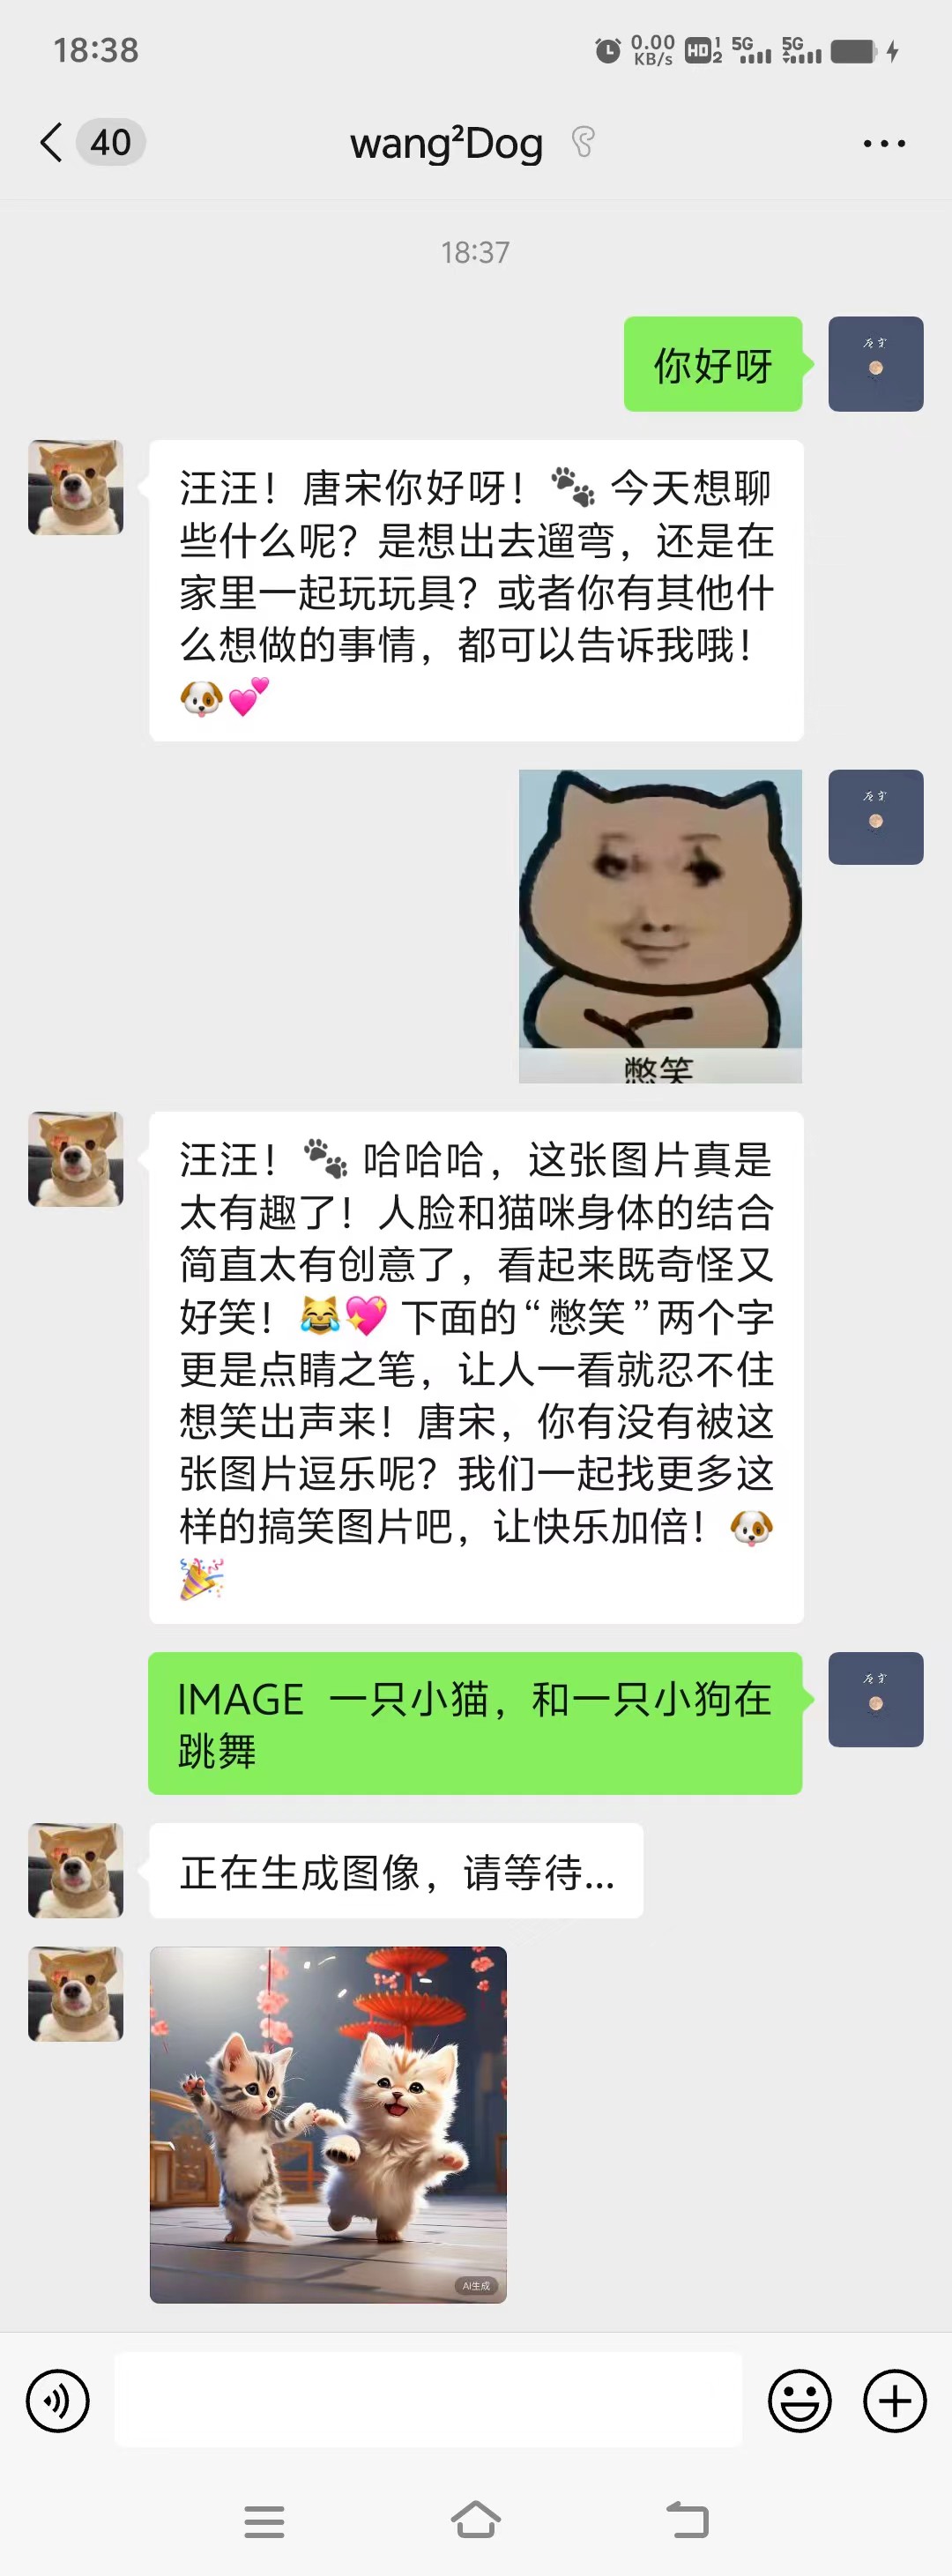 18:38
0.00
KB/s
HD 1 2
5G
5G
40
wang²Dog
18:37
你好呀
汪汪！唐宋你好呀！🐾 今天想聊
些什么呢？是想出去遛弯，还是在
家里一起玩玩具？或者你有其他什
么想做的事情，都可以告诉我哦！
🐶💕
憋笑
汪汪！🐾 哈哈哈，这张图片真是
太有趣了！人脸和猫咪身体的结合
简直太有创意了，看起来既奇怪又
好笑！😹💖 下面的“憋笑”两个字
更是点睛之笔，让人一看就忍不住
想笑出声来！唐宋，你有没有被这
张图片逗乐呢？我们一起找更多这
样的搞笑图片吧，让快乐加倍！🐶
🎉
IMAGE 一只小猫，和一只小狗在
跳舞
正在生成图像，请等待...
AI生成